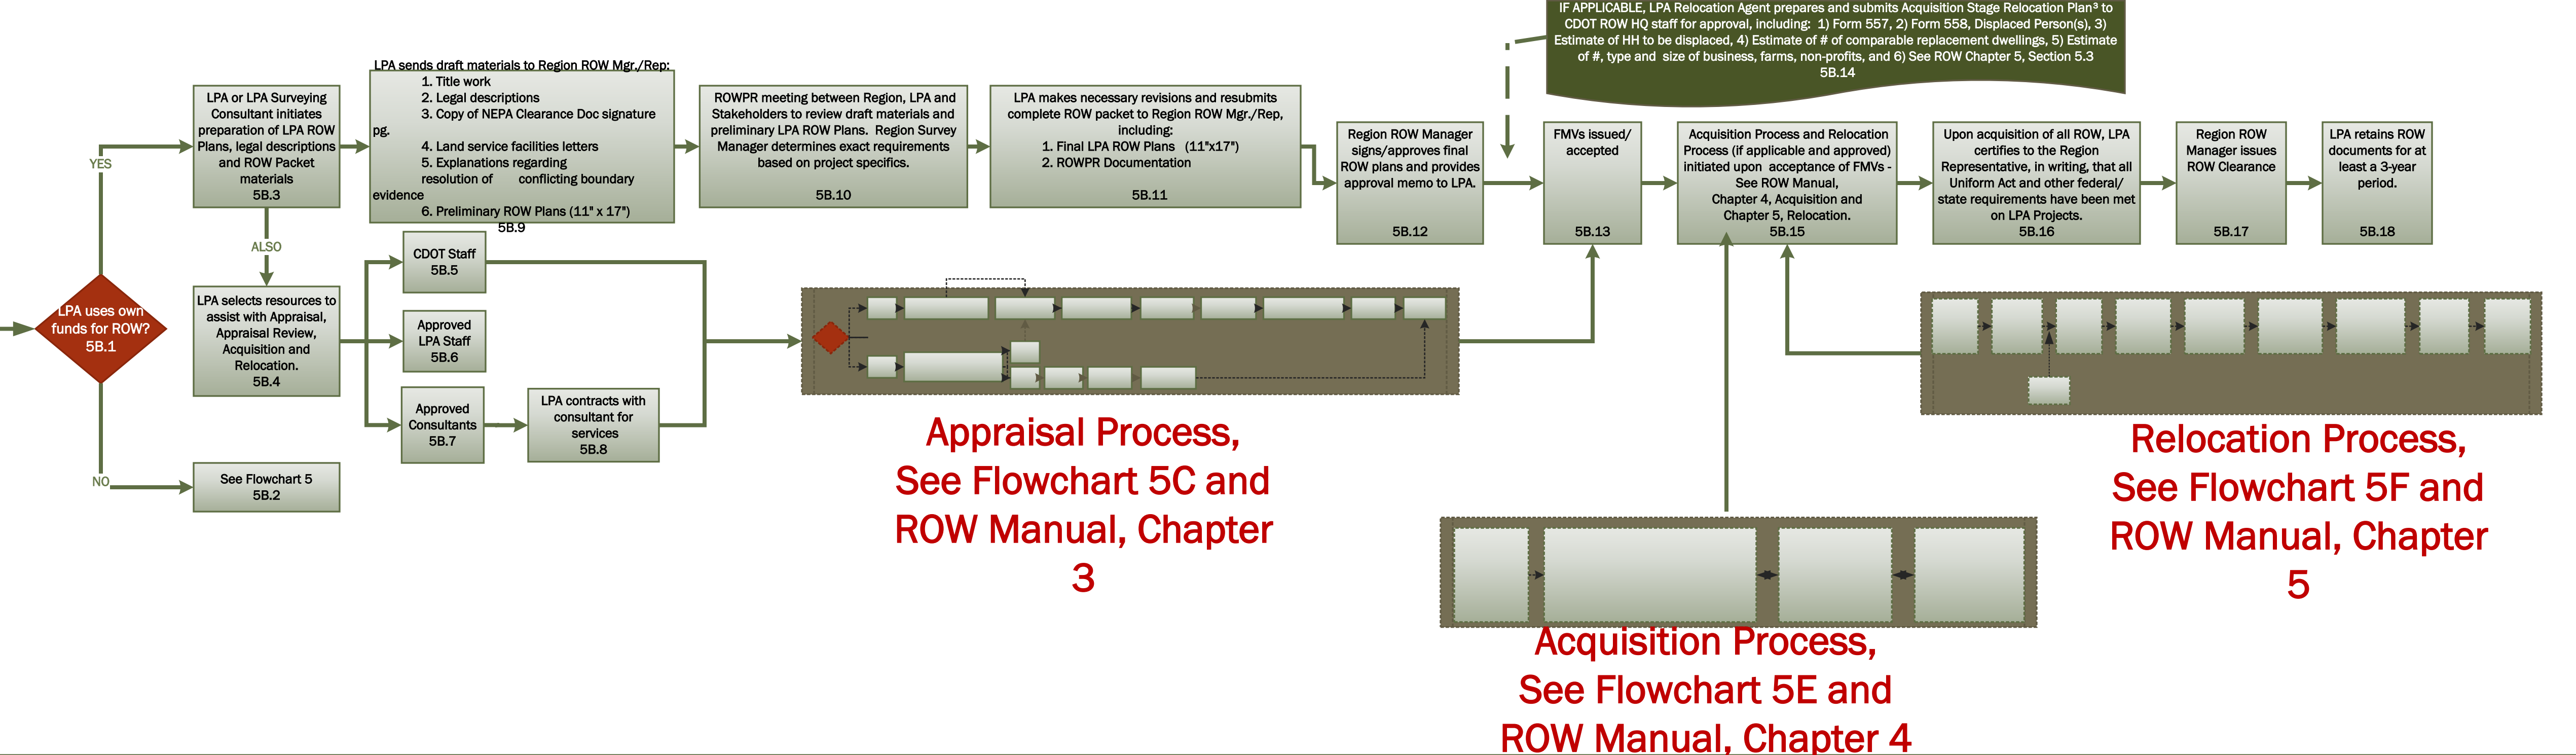 IF APPLICABLE, LPA Relocation Agent prepares and submits Acquisition Stage Relocation Plan³ to
CDOT ROW HQ staff for approval, including:  1) Form 557, 2) Form 558, Displaced Person(s), 3)
Estimate of HH to be displaced, 4) Estimate of # of comparable replacement dwellings, 5) Estimate
of #, type and  size of business, farms, non-profits, and 6) See ROW Chapter 5, Section 5.3
5B.14
LPA uses own
funds for ROW?
5B.1
YES
NO
See Flowchart 5
5B.2
LPA or LPA Surveying
Consultant initiates
preparation of LPA ROW
Plans, legal descriptions
and ROW Packet
materials
5B.3
ALSO
LPA selects resources to
assist with Appraisal,
Appraisal Review,
Acquisition and
Relocation.
5B.4
CDOT Staff
5B.5
Approved
LPA Staff
5B.6
Approved
Consultants
5B.7
LPA contracts with
consultant for
services
5B.8
LPA sends draft materials to Region ROW Mgr./Rep:
1. Title work
2. Legal descriptions
3. Copy of NEPA Clearance Doc signature
pg.
4. Land service facilities letters
5. Explanations regarding
resolution of conflicting boundary
evidence
6. Preliminary ROW Plans (11" x 17")
5B.9
ROWPR meeting between Region, LPA and
Stakeholders to review draft materials and
preliminary LPA ROW Plans.  Region Survey
Manager determines exact requirements
based on project specifics.
5B.10
LPA makes necessary revisions and resubmits
complete ROW packet to Region ROW Mgr./Rep,
including:
1. Final LPA ROW Plans (11"x17")
2. ROWPR Documentation
5B.11
Region ROW Manager
signs/approves final
ROW plans and provides
approval memo to LPA.
5B.12
FMVs issued/
accepted
5B.13
Acquisition Process and Relocation
Process (if applicable and approved)
initiated upon  acceptance of FMVs -
See ROW Manual,
Chapter 4, Acquisition and
Chapter 5, Relocation.
5B.15
Upon acquisition of all ROW, LPA
certifies to the Region
Representative, in writing, that all
Uniform Act and other federal/
state requirements have been met
on LPA Projects.
5B.16
Region ROW
Manager issues
ROW Clearance
5B.17
LPA retains ROW
documents for at
least a 3-year
period.
5B.18
Appraisal Process,
See Flowchart 5C and
ROW Manual, Chapter
3
Acquisition Process,
See Flowchart 5E and
ROW Manual, Chapter 4
Relocation Process,
See Flowchart 5F and
ROW Manual, Chapter
5